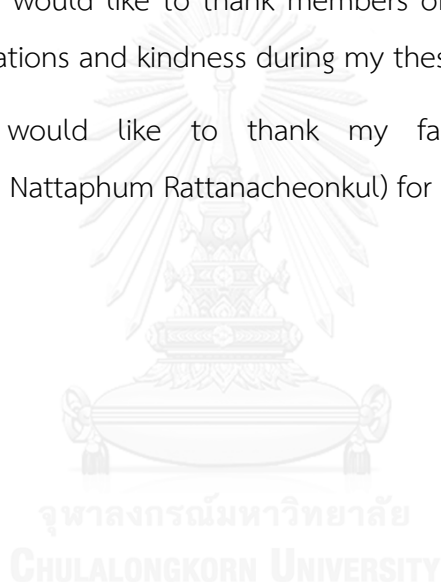 would like to thank members o
ations and kindness during my thes
would like to thank my fa
Nattaphum Rattanacheonkul) for
จุฬาลงกรณ์มหาวิทยาลัย
CHULALONGKORN UNIVERSITY